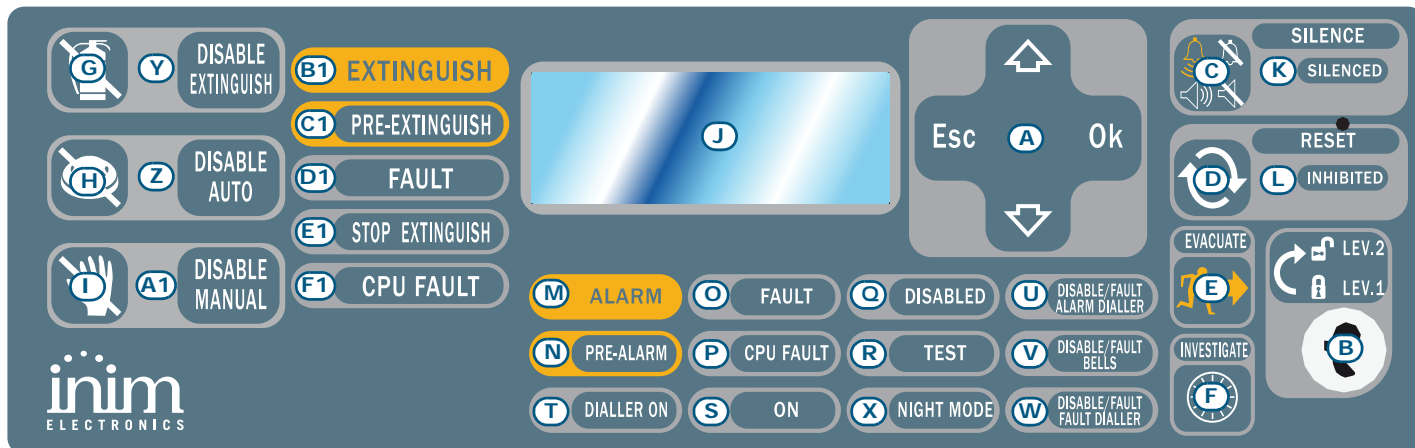 G
Y
DISABLE
EXTINGUISH
H
Z
DISABLE
AUTO
I
A1
DISABLE
MANUAL
inim
ELECTRONICS
B1 EXTINGUISH
C1 PRE-EXTINGUISH
D1 FAULT
E1 STOP EXTINGUISH
F1 CPU FAULT
J
Esc A Ok
M ALARM
O FAULT
Q DISABLED
U DISABLE/FAULT
ALARM DIALLER
N PRE-ALARM
P CPU FAULT
R TEST
V DISABLE/FAULT
BELLS
T DIALLER ON
S ON
X NIGHT MODE
W DISABLE/FAULT
FAULT DIALLER
C
SILENCE
K SILENCED
D
RESET
L INHIBITED
EVACUATE
E
INVESTIGATE
F
LEV.2
LEV.1
B